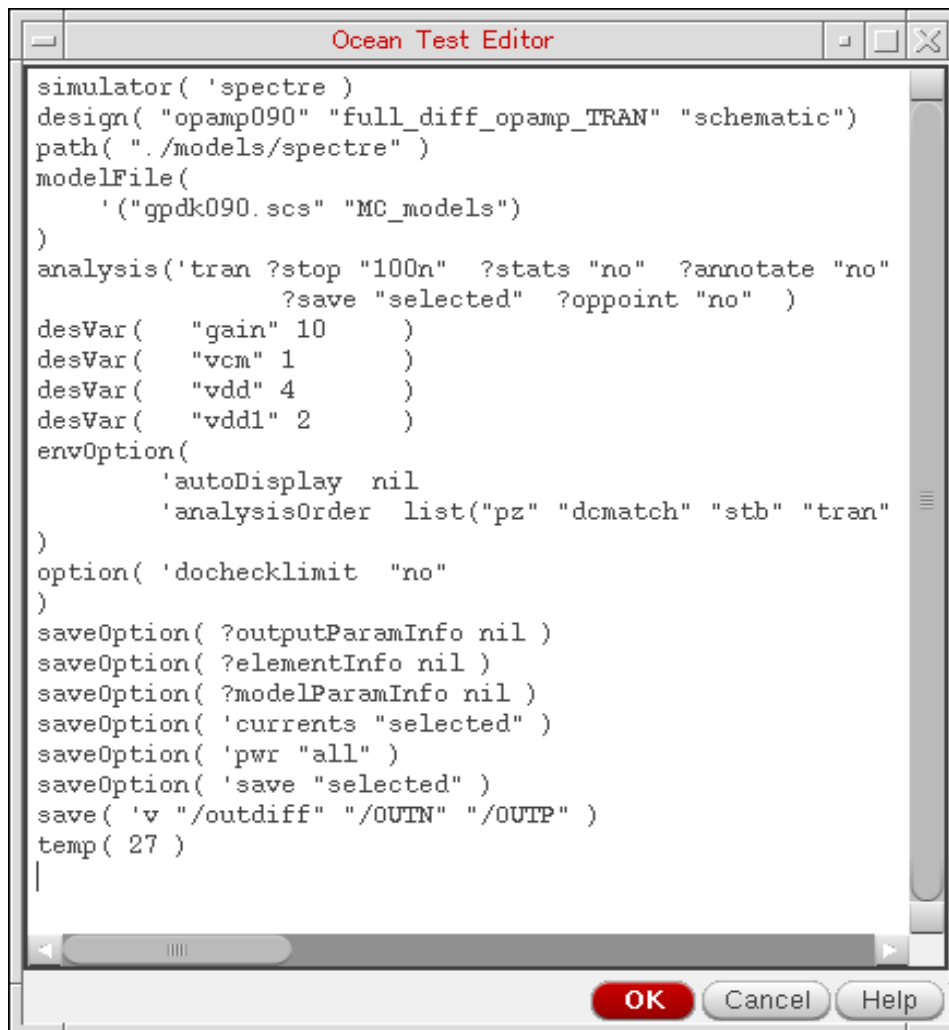 Ocean Test Editor
simulator( 'spectre )
design( "opamp090" "full_diff_opamp_TRAN" "schematic")
path( "./models/spectre" )
modelFile(
    '("gpdk090.scs" "MC_models")
)
analysis('tran ?stop "100n"  ?stats "no"  ?annotate "no"
                ?save "selected"  ?oppoint "no"  )
desVar(   "gain" 10     )
desVar(   "vcm" 1       )
desVar(   "vdd" 4       )
desVar(   "vdd1" 2      )
envOption(
        'autoDisplay  nil
        'analysisOrder  list("pz" "dcmatch" "stb" "tran"
)
option( 'dochecklimit  "no"
)
saveOption( ?outputParamInfo nil )
saveOption( ?elementInfo nil )
saveOption( ?modelParamInfo nil )
saveOption( 'currents "selected" )
saveOption( 'pwr "all" )
saveOption( 'save "selected" )
save( 'v "/outdiff" "/OUTN" "/OUTP" )
temp( 27 )
OK Cancel Help